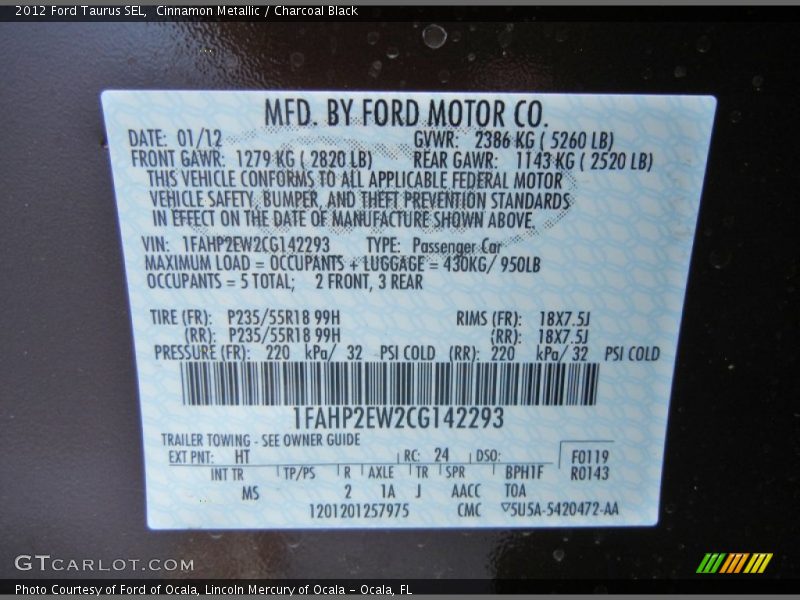 2012 Ford Taurus SEL, Cinnamon Metallic / Charcoal Black
MFD. BY FORD MOTOR CO.
DATE: 01/12 GVWR: 2386 KG ( 5260 LB)
FRONT GAWR: 1279 KG ( 2820 LB) REAR GAWR: 1143 KG ( 2520 LB)
THIS VEHICLE CONFORMS TO ALL APPLICABLE FEDERAL MOTOR
VEHICLE SAFETY, BUMPER, AND THEFT PREVENTION STANDARDS
IN EFFECT ON THE DATE OF MANUFACTURE SHOWN ABOVE.
VIN: 1FAHP2EW2CG142293 TYPE: Passenger Car
MAXIMUM LOAD = OCCUPANTS + LUGGAGE = 430KG/ 950LB
OCCUPANTS = 5 TOTAL; 2 FRONT, 3 REAR
TIRE (FR): P235/55R18 99H RIMS (FR): 18X7.5J
(RR): P235/55R18 99H (RR): 18X7.5J
PRESSURE (FR): 220 kPa/ 32 PSI COLD (RR): 220 kPa/ 32 PSI COLD
1FAHP2EW2CG142293
TRAILER TOWING - SEE OWNER GUIDE
EXT PNT: HT RC: 24 DSO: F0119
INT TR TP/PS R AXLE TR SPR BPH1F R0143
MS 2 1A J AACC TOA
1201201257975 CMC ▽5U5A-5420472-AA
GTCARLOT.COM
Photo Courtesy of Ford of Ocala, Lincoln Mercury of Ocala – Ocala, FL